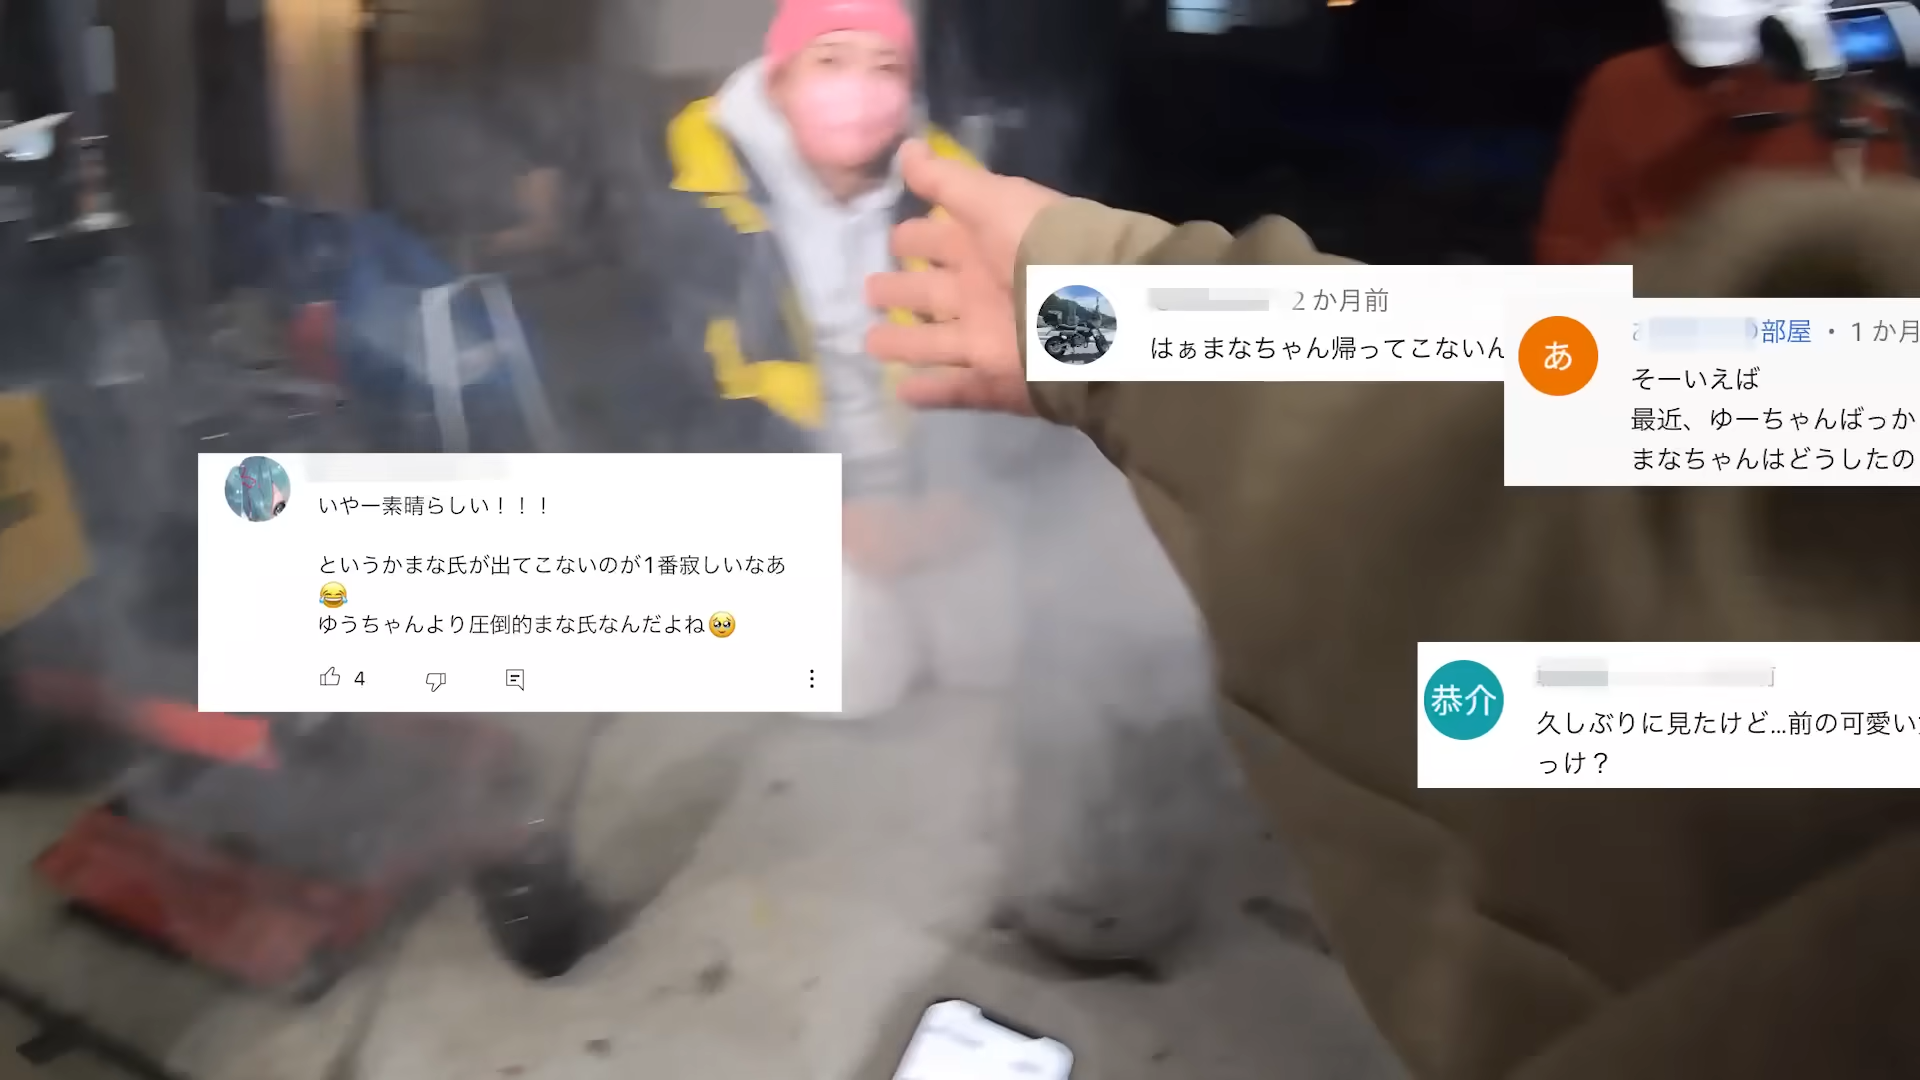 2 か月前
はぁまなちゃん帰ってこないん
あ
部屋 ・ 1 か月
そーいえば
最近、ゆーちゃんばっか
まなちゃんはどうしたの
いやー素晴らしい！！！
というかまな氏が出てこないのが1番寂しいなあ
😂
ゆうちゃんより圧倒的まな氏なんだよね🥹
4
恭介
久しぶりに見たけど...前の可愛い
っけ？